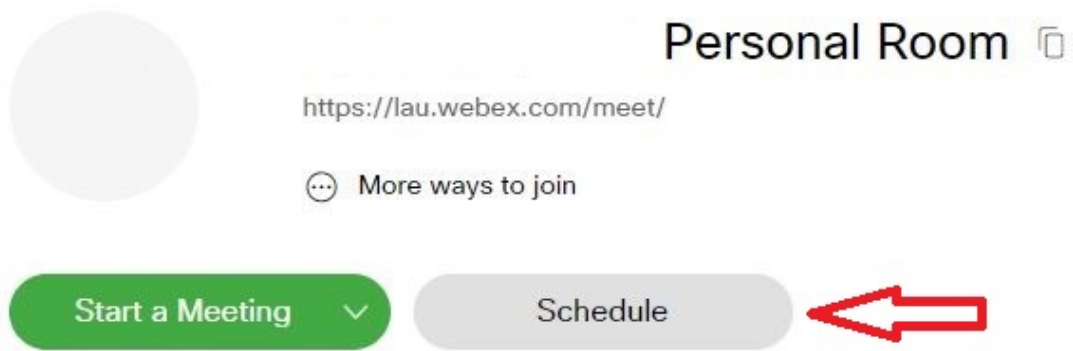 Personal Room
https://lau.webex.com/meet/
More ways to join
Start a Meeting
Schedule